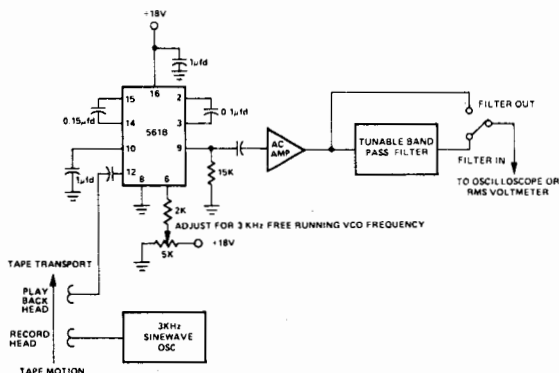 +18V
1µfd
16
15
2
0.15µfd
0.1µfd
14
3
561B
10
9
AC AMP
FILTER OUT
TUNABLE BAND PASS FILTER
FILTER IN
1µfd
12
8
6
15K
TO OSCILLOSCOPE OR
RMS VOLTMETER
2K
ADJUST FOR 3 KHz FREE RUNNING VCO FREQUENCY
+18V
5K
TAPE TRANSPORT
PLAY
BACK
HEAD
RECORD
HEAD
3KHz
SINEWAVE
OSC
TAPE MOTION